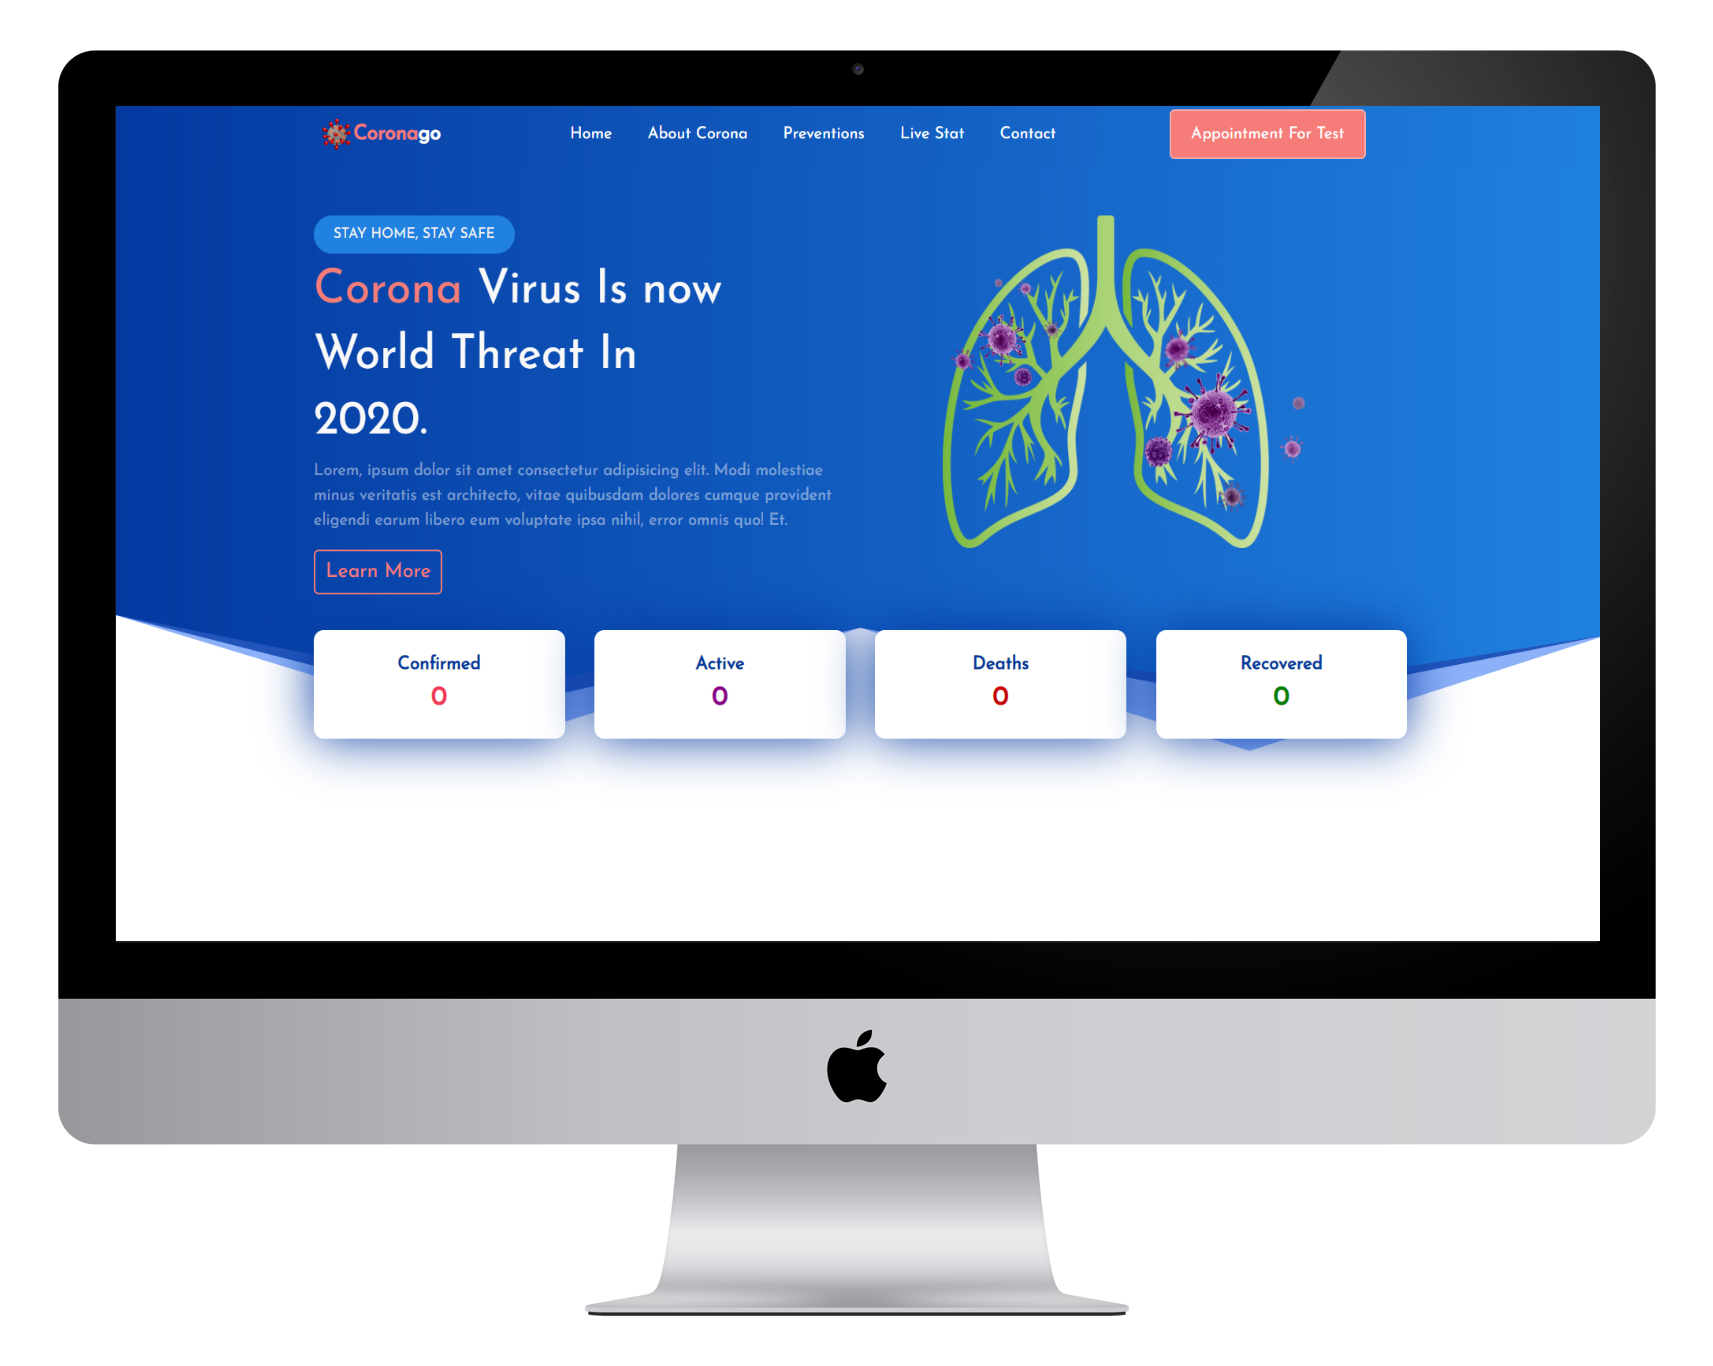 Coronago
Home About Corona Preventions Live Stat Contact
Appointment For Test
STAY HOME, STAY SAFE
Corona Virus Is now
World Threat In
2020.
Lorem, ipsum dolor sit amet consectetur adipisicing elit. Modi molestiae
minus veritatis est architecto, vitae quibusdam dolores cumque provident
eligendi earum libero eum voluptate ipsa nihil, error omnis quo! Et.
Learn More
Confirmed
0
Active
0
Deaths
0
Recovered
0